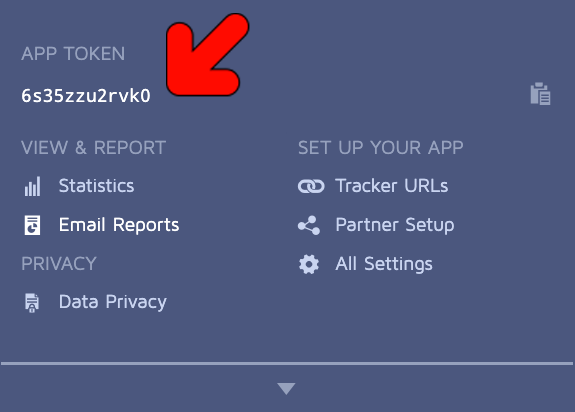 APP TOKEN
6s35zzu2rvk0
VIEW & REPORT
Statistics
Email Reports
PRIVACY
Data Privacy
SET UP YOUR APP
Tracker URLs
Partner Setup
All Settings